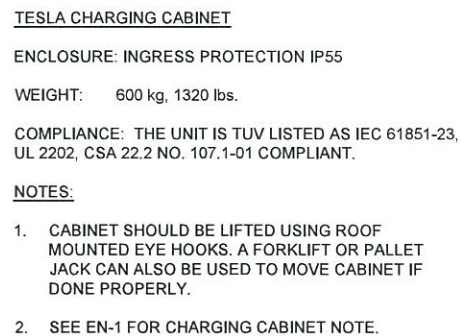 TESLA CHARGING CABINET
ENCLOSURE: INGRESS PROTECTION IP55
WEIGHT: 600 kg, 1320 lbs.
COMPLIANCE: THE UNIT IS TUV LISTED AS IEC 61851-23,
UL 2202, CSA 22.2 NO. 107.1-01 COMPLIANT.
NOTES:
1. CABINET SHOULD BE LIFTED USING ROOF
MOUNTED EYE HOOKS. A FORKLIFT OR PALLET
JACK CAN ALSO BE USED TO MOVE CABINET IF
DONE PROPERLY.
2. SEE EN-1 FOR CHARGING CABINET NOTE.